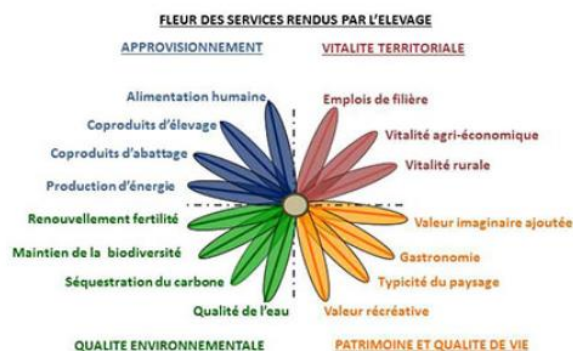 FLEUR DES SERVICES RENDUS PAR L'ELEVAGE
APPROVISIONNEMENT
VITALITE TERRITORIALE
Alimentation humaine
Emplois de filière
Coproduits d'élevage
Vitalité agri-économique
Coproduits d'abattage
Vitalité rurale
Production d'énergie
Renouvellement fertilité
Valeur imaginaire ajoutée
Maintien de la biodiversité
Gastronomie
Séquestration du carbone
Typicité du paysage
Qualité de l'eau
Valeur récréative
QUALITE ENVIRONNEMENTALE
PATRIMOINE ET QUALITE DE VIE